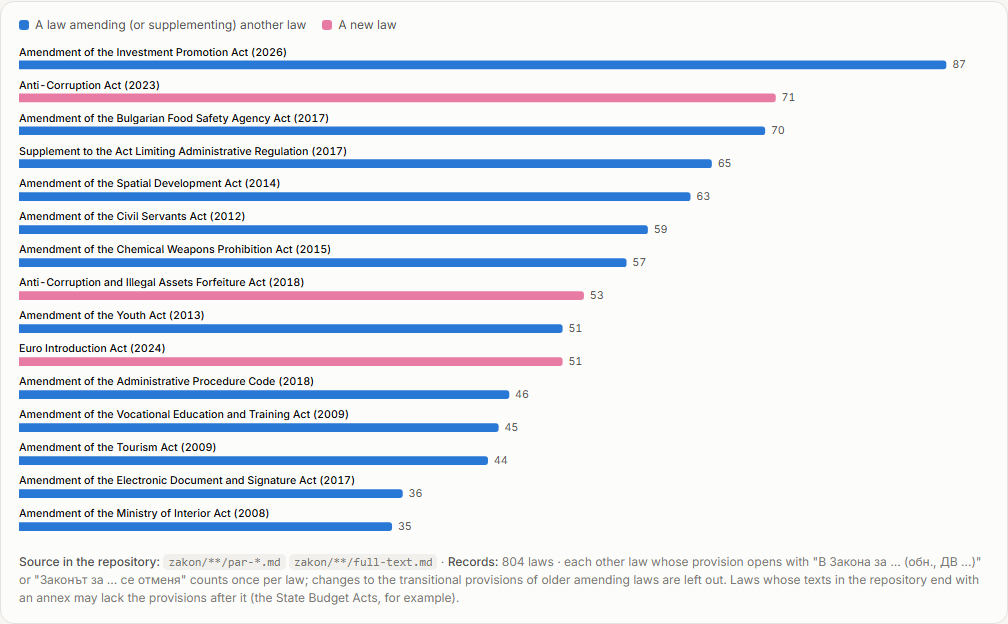 A law amending (or supplementing) another law A new law
Amendment of the Investment Promotion Act (2026)
87
Anti-Corruption Act (2023)
71
Amendment of the Bulgarian Food Safety Agency Act (2017)
70
Supplement to the Act Limiting Administrative Regulation (2017)
65
Amendment of the Spatial Development Act (2014)
63
Amendment of the Civil Servants Act (2012)
59
Amendment of the Chemical Weapons Prohibition Act (2015)
57
Anti-Corruption and Illegal Assets Forfeiture Act (2018)
53
Amendment of the Youth Act (2013)
51
Euro Introduction Act (2024)
51
Amendment of the Administrative Procedure Code (2018)
46
Amendment of the Vocational Education and Training Act (2009)
45
Amendment of the Tourism Act (2009)
44
Amendment of the Electronic Document and Signature Act (2017)
36
Amendment of the Ministry of Interior Act (2008)
35
Source in the repository: zakon/**/par-*.md zakon/**/full-text.md · Records: 804 laws · each other law whose provision opens with "В Закона за ... (обн., ДВ ...)"
or "Законът за ... се отменя" counts once per law; changes to the transitional provisions of older amending laws are left out. Laws whose texts in the repository end with
an annex may lack the provisions after it (the State Budget Acts, for example).